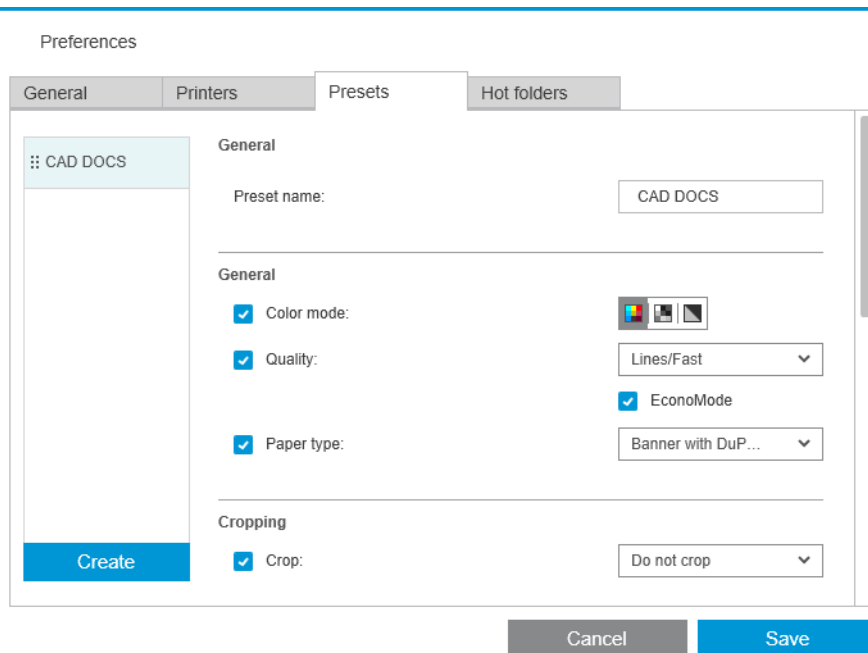 Preferences
General Printers Presets Hot folders
CAD DOCS
General
Preset name: CAD DOCS
General
Color mode:
Quality: Lines/Fast
EconoMode
Paper type: Banner with DuP...
Cropping
Crop: Do not crop
Create
Cancel Save